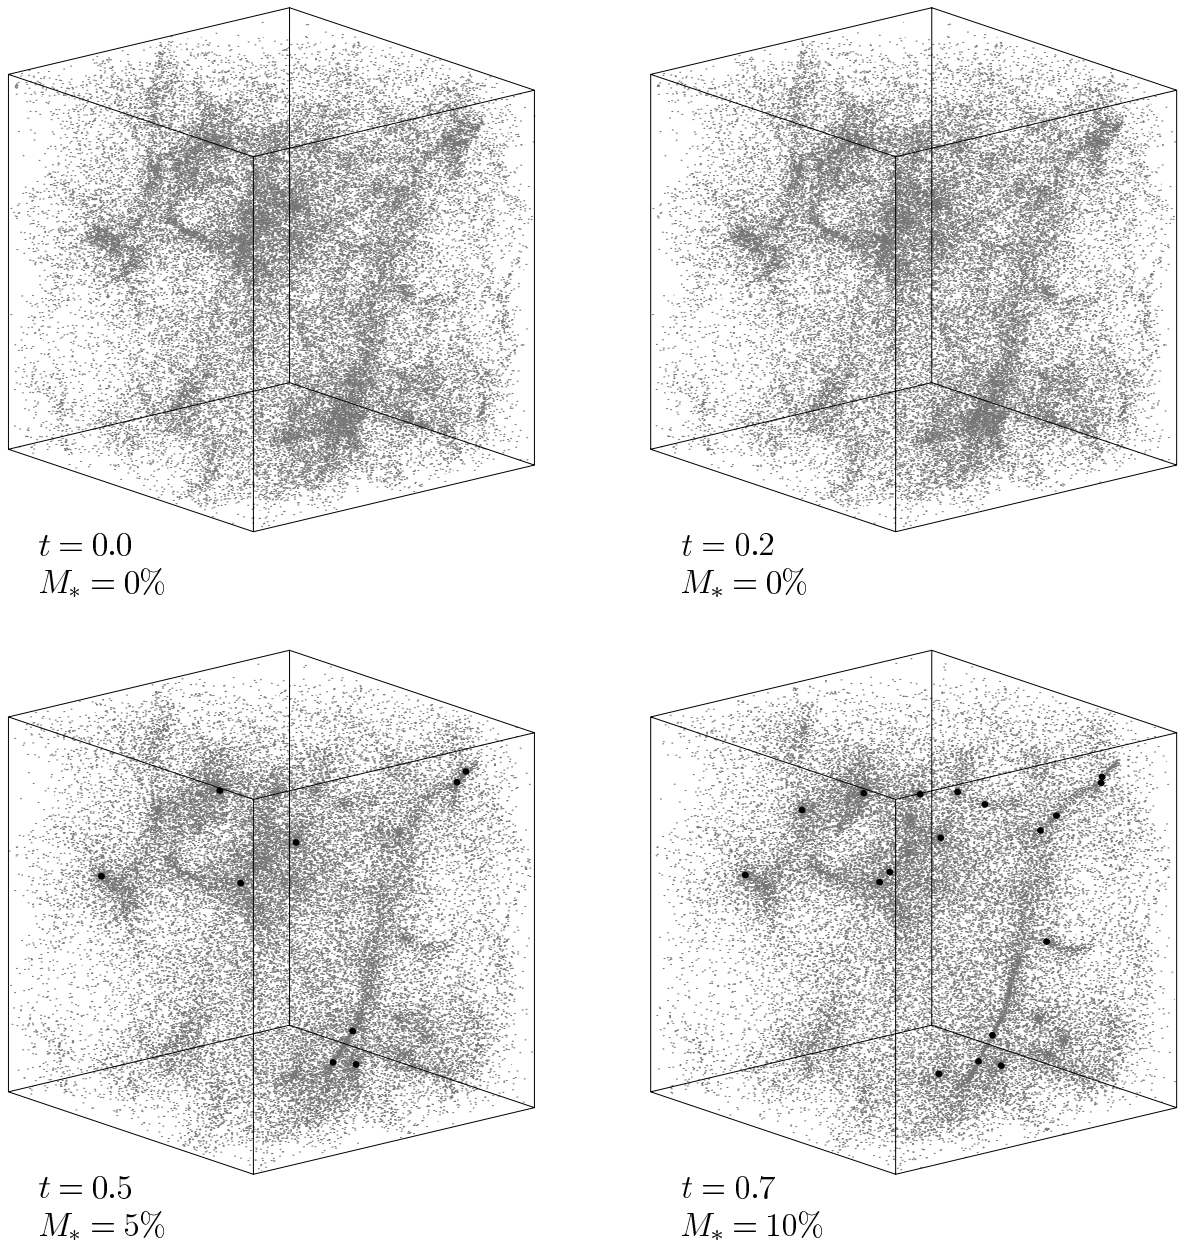 t = 0.0
M* = 0%
t = 0.2
M* = 0%
t = 0.5
M* = 5%
t = 0.7
M* = 10%